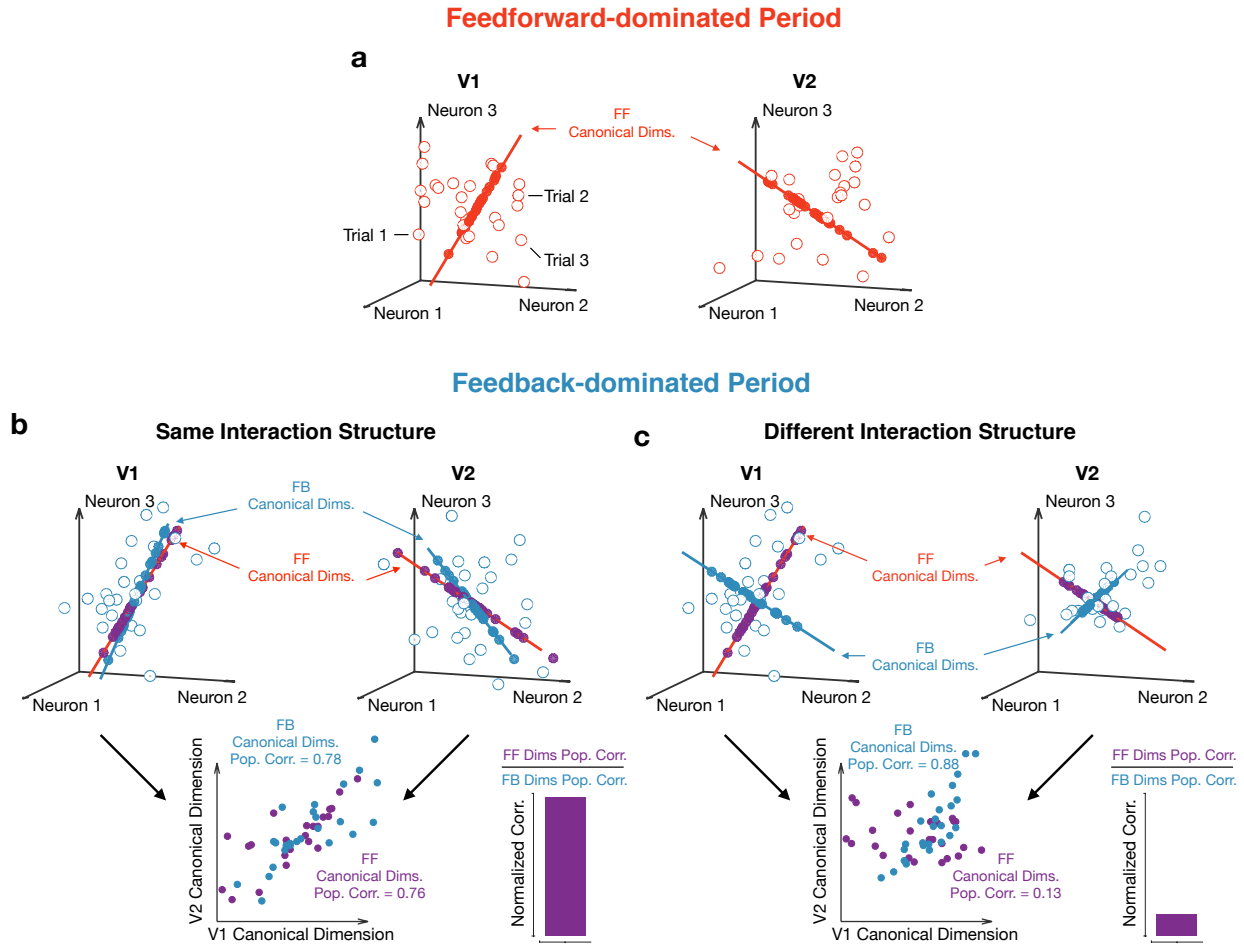 Feedforward-dominated Period
a
V1
V2
Neuron 3
FF
Canonical Dims.
Neuron 3
Trial 2
Trial 1
Trial 3
Neuron 1
Neuron 2
Neuron 1
Neuron 2
Feedback-dominated Period
b
Same Interaction Structure
V1
V2
Neuron 3
FB
Canonical Dims.
Neuron 3
FF
Canonical Dims.
Neuron 1
Neuron 2
Neuron 1
Neuron 2
FB
Canonical Dims.
Pop. Corr. = 0.78
FF
Canonical Dims.
Pop. Corr. = 0.76
V2 Canonical Dimension
V1 Canonical Dimension
FF Dims Pop. Corr.
FB Dims Pop. Corr.
Normalized Corr.
c
Different Interaction Structure
V1
V2
Neuron 3
Neuron 3
FF
Canonical Dims.
FB
Canonical Dims.
Neuron 1
Neuron 2
Neuron 1
Neuron 2
FB
Canonical Dims.
Pop. Corr. = 0.88
FF
Canonical Dims.
Pop. Corr. = 0.13
V2 Canonical Dimension
V1 Canonical Dimension
FF Dims Pop. Corr.
FB Dims Pop. Corr.
Normalized Corr.